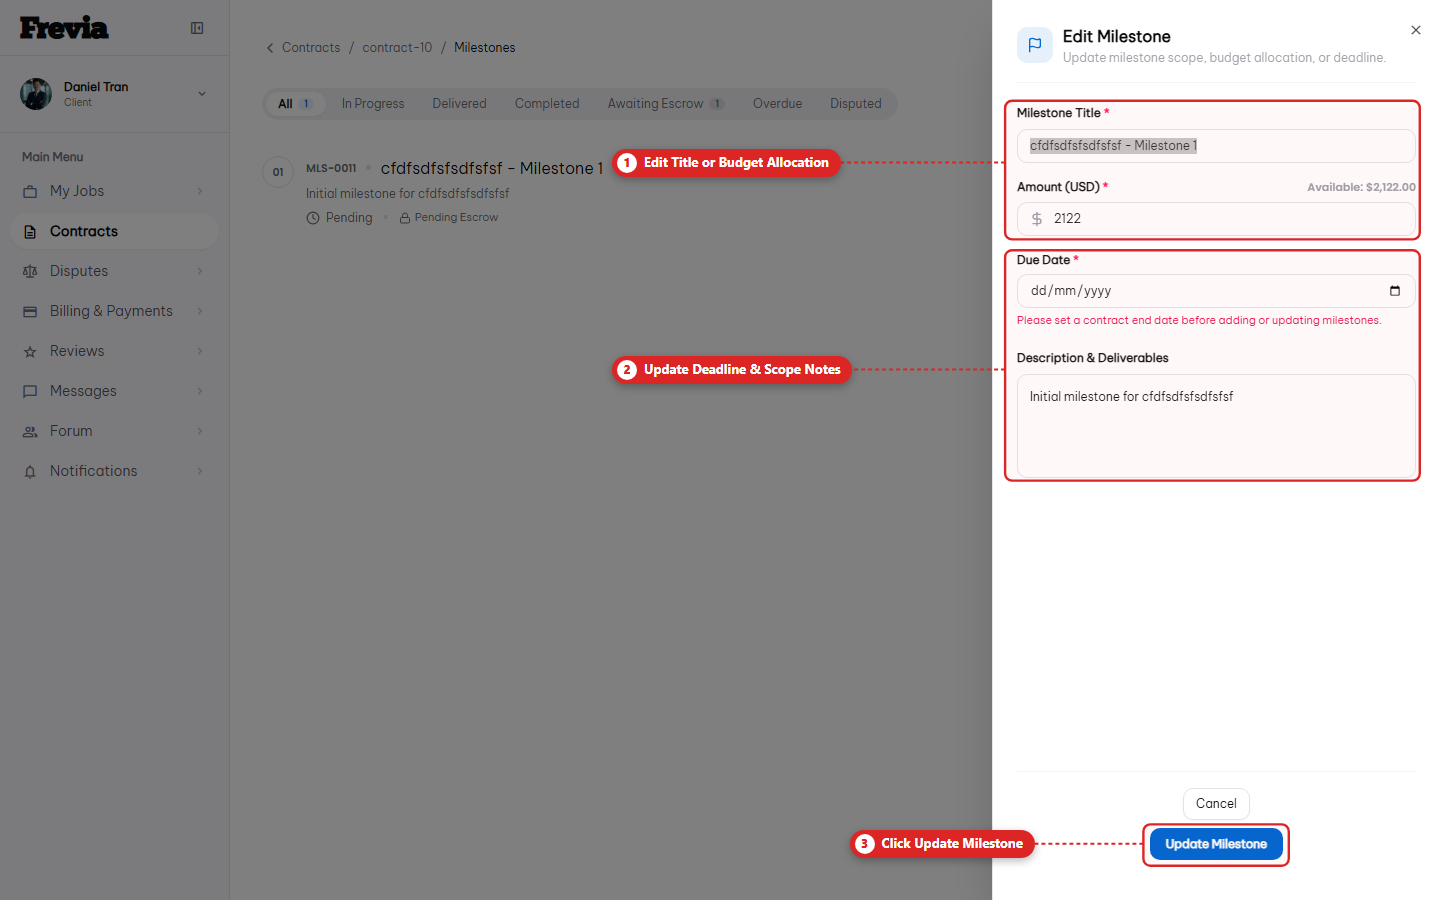 Frevia
Daniel Tran
Client
Main Menu
My Jobs
Contracts
Disputes
Billing & Payments
Reviews
Messages
Forum
Notifications
Contracts / contract-10 / Milestones
All 1 In Progress Delivered Completed Awaiting Escrow 1 Overdue Disputed
01 MLS-0011 • cfdfsdfsfsdfsfsf - Milestone 1
Initial milestone for cfdfsdfsfsdfsfsf
Pending • Pending Escrow
1 Edit Title or Budget Allocation
2 Update Deadline & Scope Notes
3 Click Update Milestone
Edit Milestone
Update milestone scope, budget allocation, or deadline.
Milestone Title *
cfdfsdfsfsdfsfsf - Milestone 1
Amount (USD) * Available: $2,122.00
$ 2122
Due Date *
dd/mm/yyyy
Please set a contract end date before adding or updating milestones.
Description & Deliverables
Initial milestone for cfdfsdfsfsdfsfsf
Cancel
Update Milestone